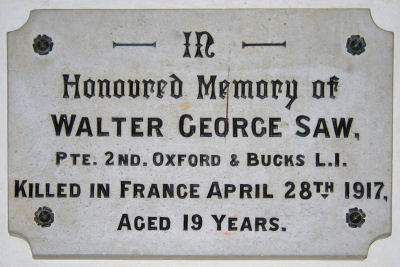 In
Honoured Memory of
WALTER GEORGE SAW,
PTE. 2ND. OXFORD & BUCKS L.I.
KILLED IN FRANCE APRIL 28TH 1917,
AGED 19 YEARS.